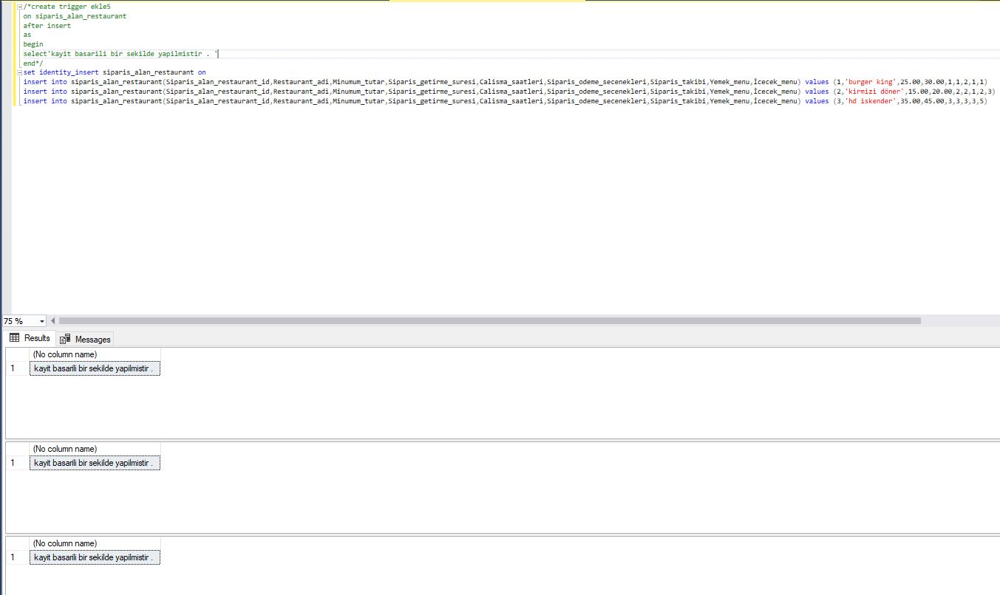 /*create trigger ekle5
on siparis_alan_restaurant
after insert
as
begin
select'kayit basarili bir sekilde yapilmistir . '
end*/
set identity_insert siparis_alan_restaurant on
insert into siparis_alan_restaurant(Siparis_alan_restaurant_id,Restaurant_adi,Minumum_tutar,Siparis_getirme_suresi,Calisma_saatleri,Siparis_odeme_secenekleri,Siparis_takibi,Yemek_menu,İcecek_menu) values (1,'burger king',25.00,30.00,1,1,2,1,1)
insert into siparis_alan_restaurant(Siparis_alan_restaurant_id,Restaurant_adi,Minumum_tutar,Siparis_getirme_suresi,Calisma_saatleri,Siparis_odeme_secenekleri,Siparis_takibi,Yemek_menu,İcecek_menu) values (2,'kirmizi döner',15.00,20.00,2,2,1,2,3)
insert into siparis_alan_restaurant(Siparis_alan_restaurant_id,Restaurant_adi,Minumum_tutar,Siparis_getirme_suresi,Calisma_saatleri,Siparis_odeme_secenekleri,Siparis_takibi,Yemek_menu,İcecek_menu) values (3,'hd iskender',35.00,45.00,3,3,3,3,5)
75 %
Results Messages
(No column name)
1 kayit basarili bir sekilde yapilmistir .
(No column name)
1 kayit basarili bir sekilde yapilmistir .
(No column name)
1 kayit basarili bir sekilde yapilmistir .